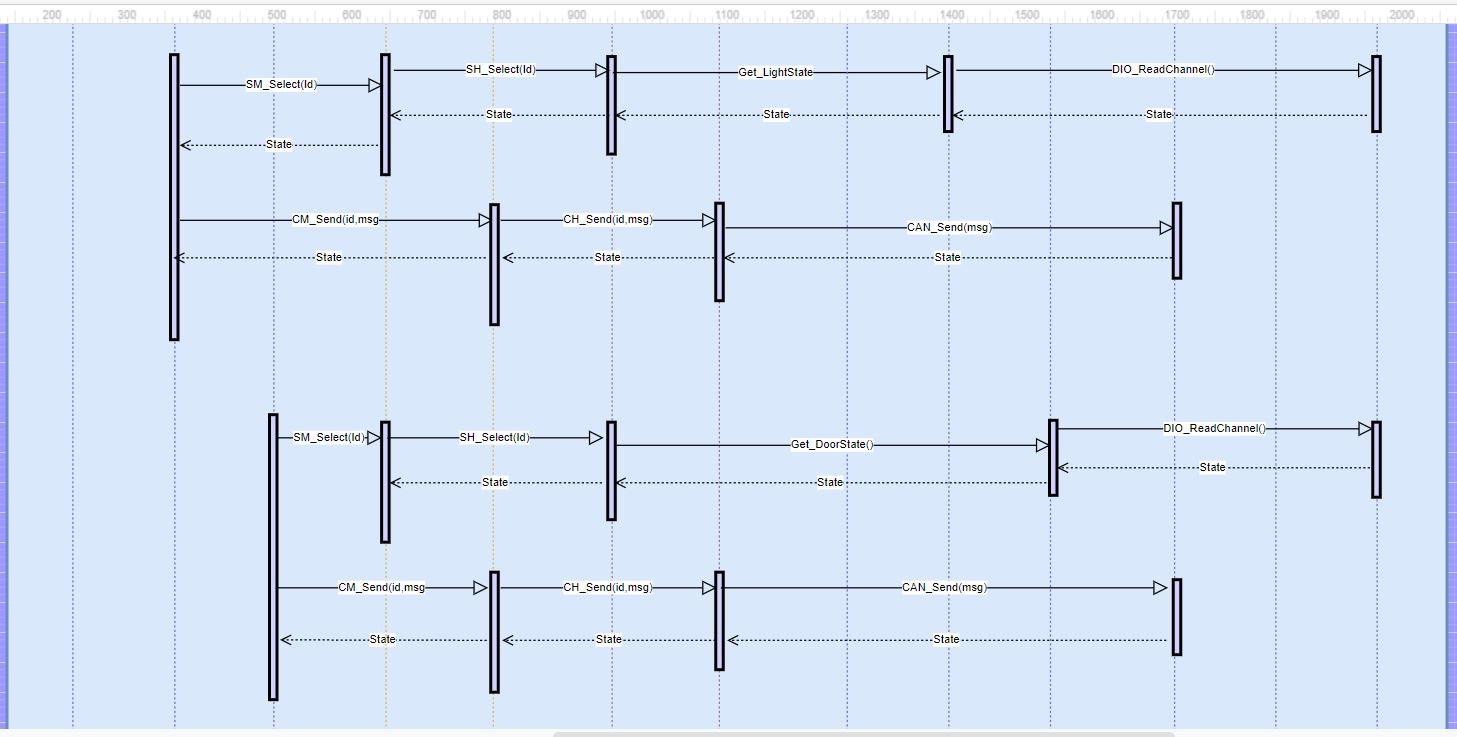 200 300 400 500 600 700 800 900 1000 1100 1200 1300 1400 1500 1600 1700 1800 1900 2000
SH_Select(Id) Get_LightState DIO_ReadChannel()
SM_Select(Id)
State State State
State
CM_Send(id,msg CH_Send(id,msg) CAN_Send(msg)
State State State
DIO_ReadChannel()
SM_Select(Id) SH_Select(Id) Get_DoorState()
State
State State
CM_Send(id,msg CH_Send(id,msg) CAN_Send(msg)
State State State